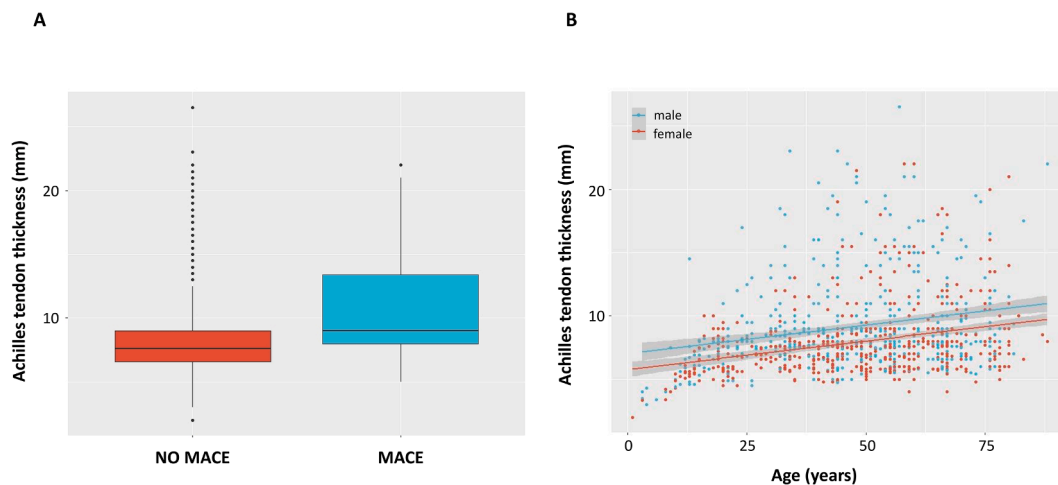 A
B
Achilles tendon thickness (mm)
20
10
NO MACE
MACE
Achilles tendon thickness (mm)
male
female
20
10
0
25
50
75
Age (years)